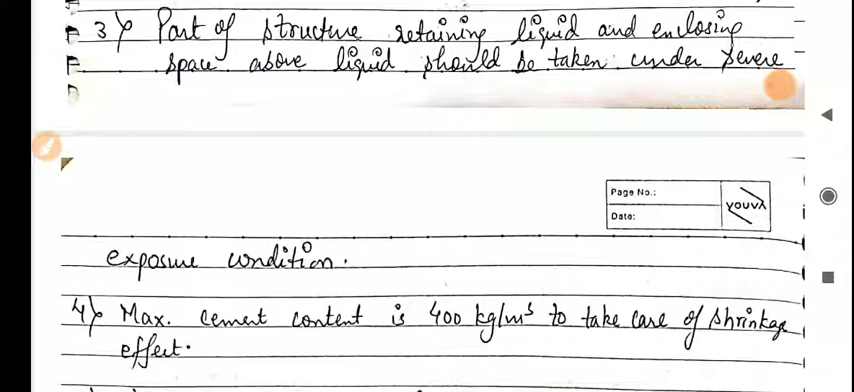 3) Part of structure retaining liquid and enclosing
space above liquid should be taken under severe
Page No.:
Date:
YOUVA
exposure condition.
4) Max. cement content is 400 kg/m³ to take care of shrinkage
effect.